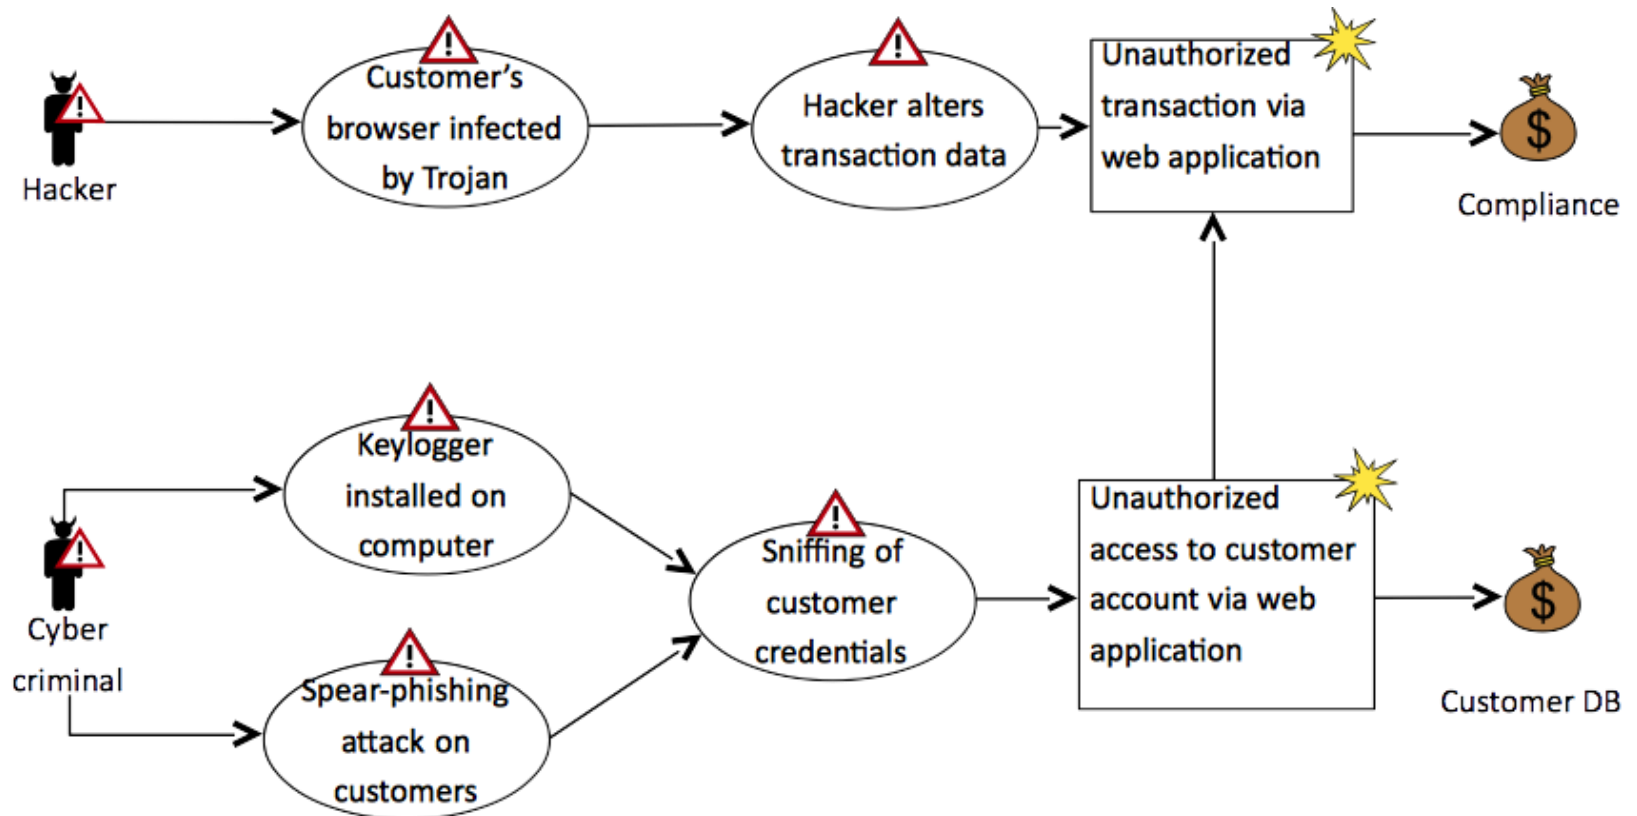 Hacker
Customer's
browser infected
by Trojan
Hacker alters
transaction data
Unauthorized
transaction via
web application
$
Compliance
Cyber
criminal
Keylogger
installed on
computer
Spear-phishing
attack on
customers
Sniffing of
customer
credentials
Unauthorized
access to customer
account via web
application
$
Customer DB